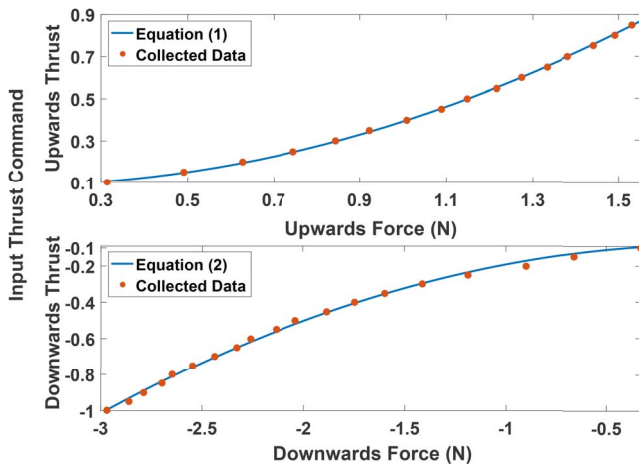 Input Thrust Command
Upwards Thrust
0.9
0.7
0.5
0.3
0.1
Equation (1)
Collected Data
0.3 0.5 0.7 0.9 1.1 1.3 1.5
Upwards Force (N)
Downwards Thrust
-0.1
-0.2
-0.4
-0.6
-0.8
-1
Equation (2)
Collected Data
-3 -2.5 -2 -1.5 -1 -0.5
Downwards Force (N)